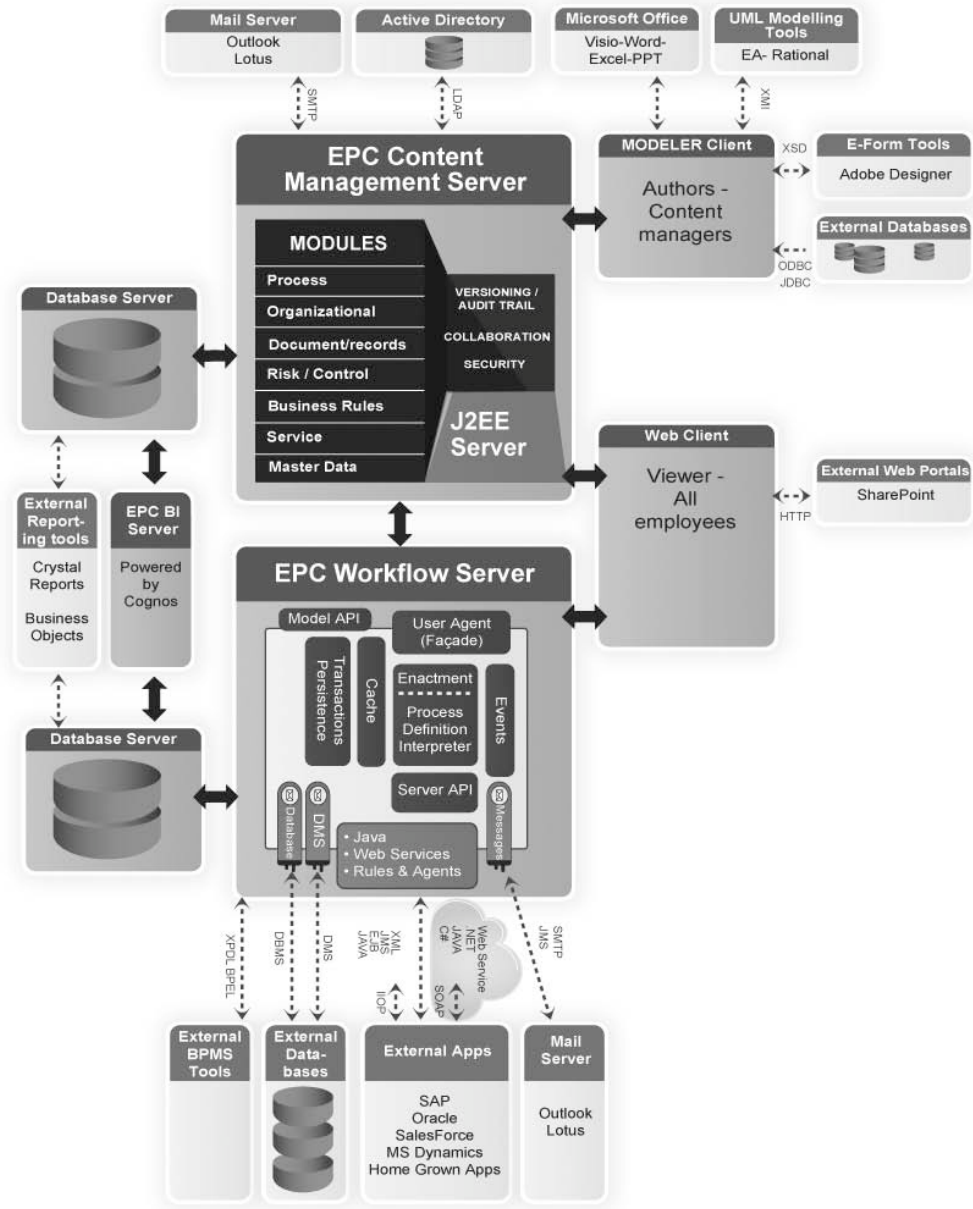 Mail Server
Outlook
Lotus
Active Directory
Microsoft Office
Visio-Word-
Excel-PPT
UML Modelling
Tools
EA- Rational
SMTP
LDAP
XMI
EPC Content
Management Server
MODULES
Process
Organizational
Document/records
Risk / Control
Business Rules
Service
Master Data
VERSIONING /
AUDIT TRAIL
COLLABORATION
SECURITY
J2EE
Server
MODELER Client
Authors -
Content
managers
XSD
E-Form Tools
Adobe Designer
External Databases
ODBC
JDBC
Database Server
Web Client
Viewer -
All
employees
External Web Portals
SharePoint
HTTP
External
Report-
ing tools
Crystal
Reports
Business
Objects
EPC BI
Server
Powered
by
Cognos
EPC Workflow Server
Model API
User Agent
(Façade)
Transactions
Persistence
Cache
Enactment
Process
Definition
Interpreter
Events
Server API
Database
DMS
Messages
• Java
• Web Services
• Rules & Agents
Database Server
XPDL BPEL
DBMS
DMS
XML
JMS
EJB
JAVA
IIOP
Web Service
.NET
JAVA
C#
SOAP
SMTP
JMS
External
BPMS
Tools
External
Data-
bases
External Apps
SAP
Oracle
SalesForce
MS Dynamics
Home Grown Apps
Mail
Server
Outlook
Lotus